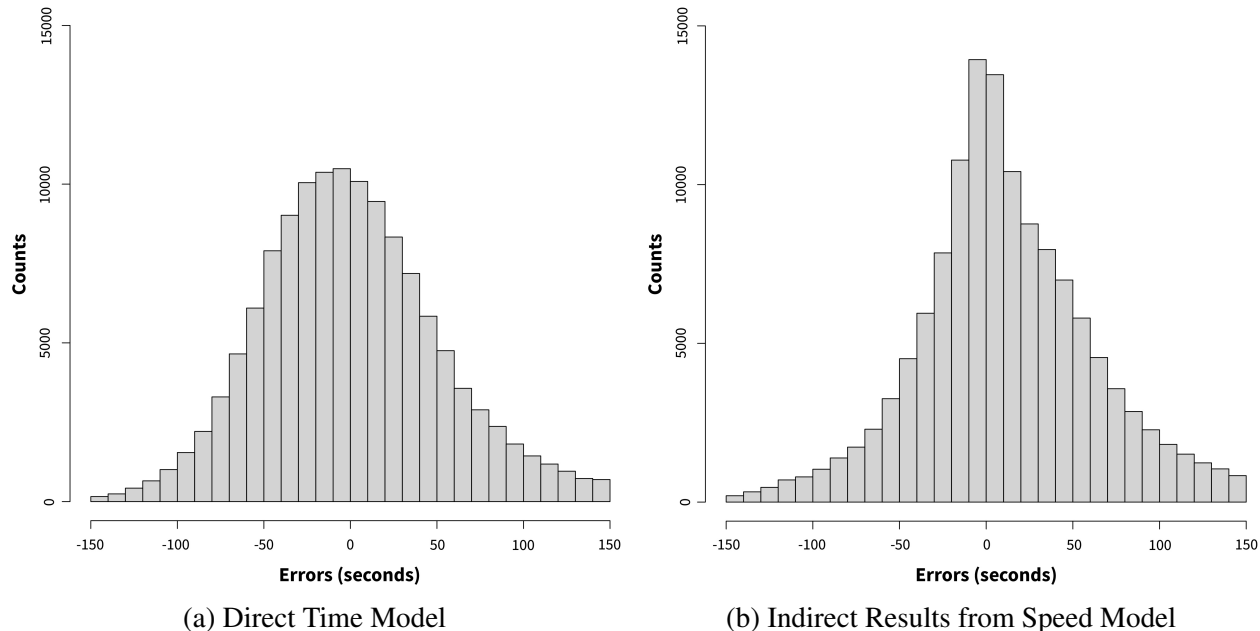 15000
10000
5000
0
Counts
-150 -100 -50 0 50 100 150
Errors (seconds)
(a) Direct Time Model
15000
10000
5000
0
Counts
-150 -100 -50 0 50 100 150
Errors (seconds)
(b) Indirect Results from Speed Model